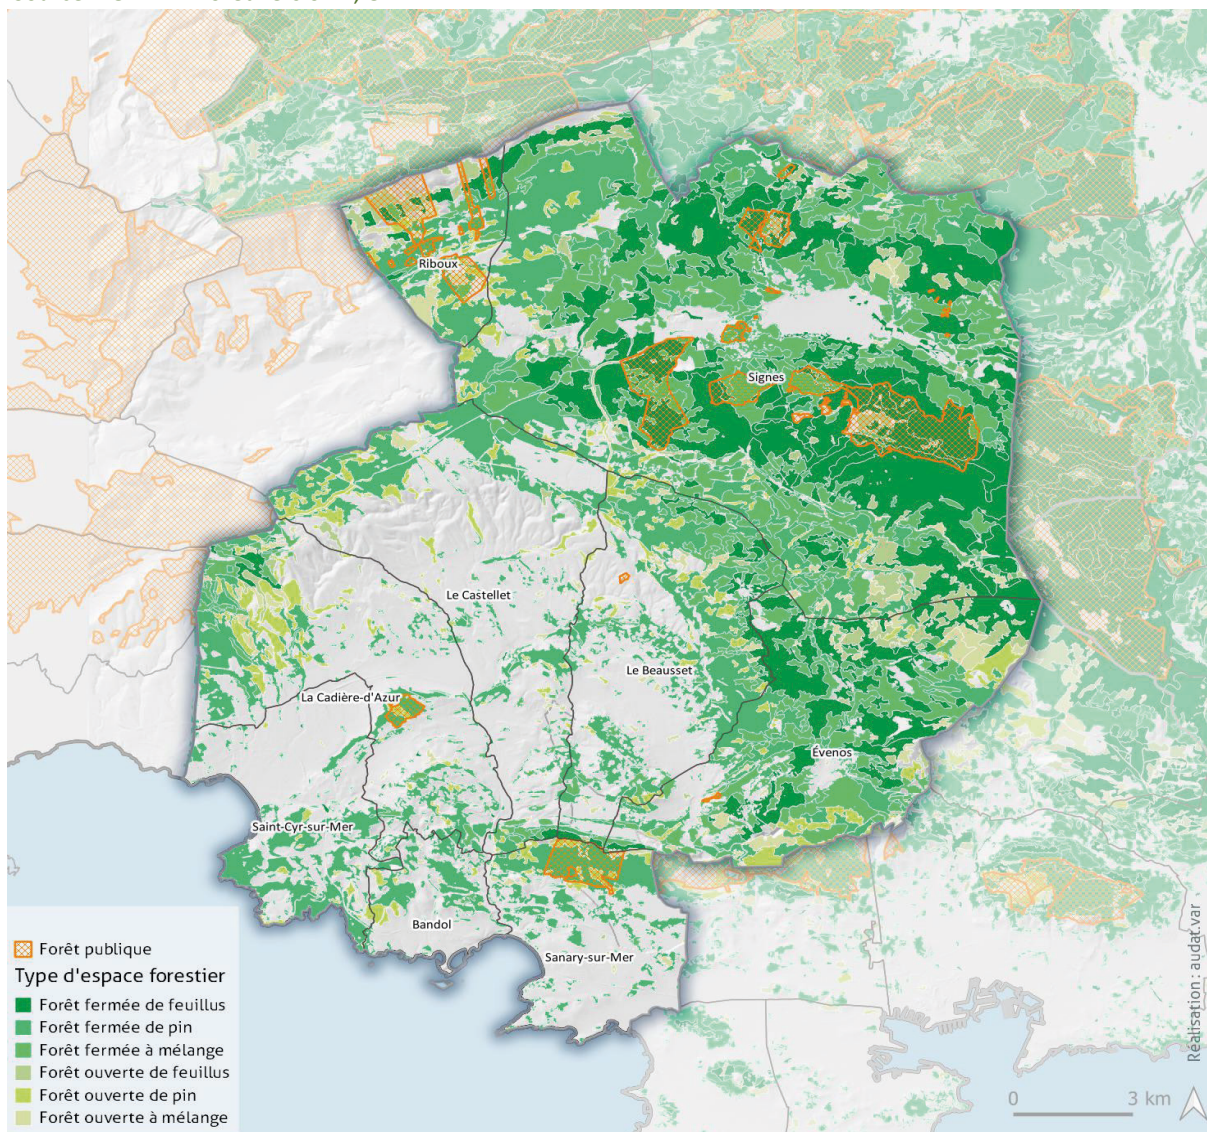 Riboux
Signes
Le Castellet
Le Beausset
La Cadière-d'Azur
Évenos
Saint-Cyr-sur-Mer
Bandol
Sanary-sur-Mer
Forêt publique
Type d'espace forestier
Forêt fermée de feuillus
Forêt fermée de pin
Forêt fermée à mélange
Forêt ouverte de feuillus
Forêt ouverte de pin
Forêt ouverte à mélange
0 3 km
Réalisation : audat.var